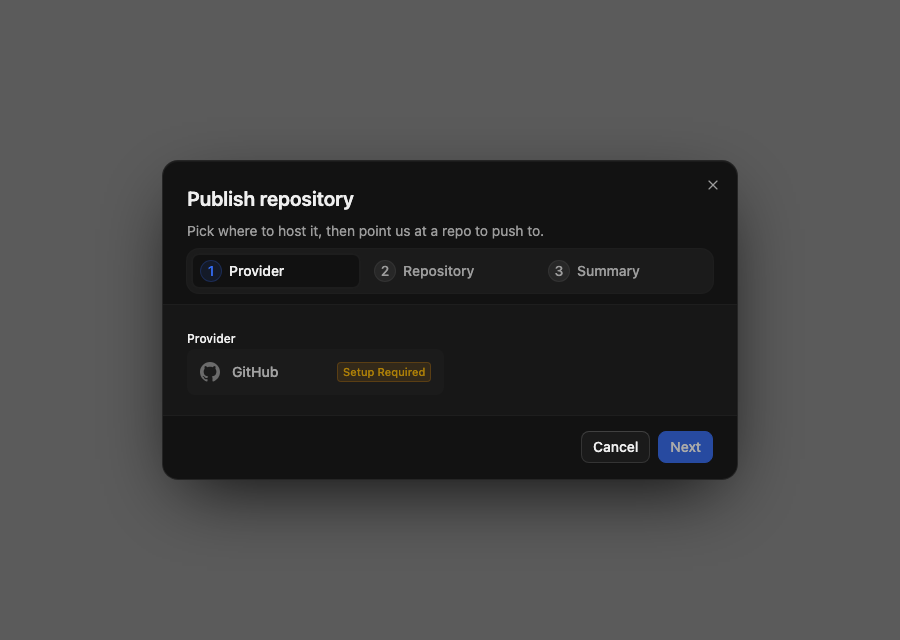 Publish repository
Pick where to host it, then point us at a repo to push to.
1 Provider 2 Repository 3 Summary
Provider
GitHub Setup Required
Cancel Next